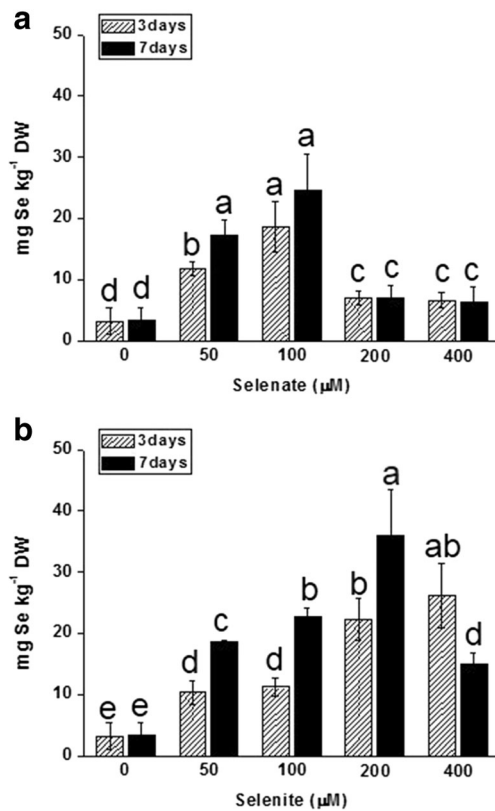 a
3days
7days
50
40
30
20
10
0
mg Se kg⁻¹ DW
d d b a a a c c c c
0 50 100 200 400
Selenate (μM)
b
3days
7days
50
40
30
20
10
0
mg Se kg⁻¹ DW
e e d c d b b a ab d
0 50 100 200 400
Selenite (μM)